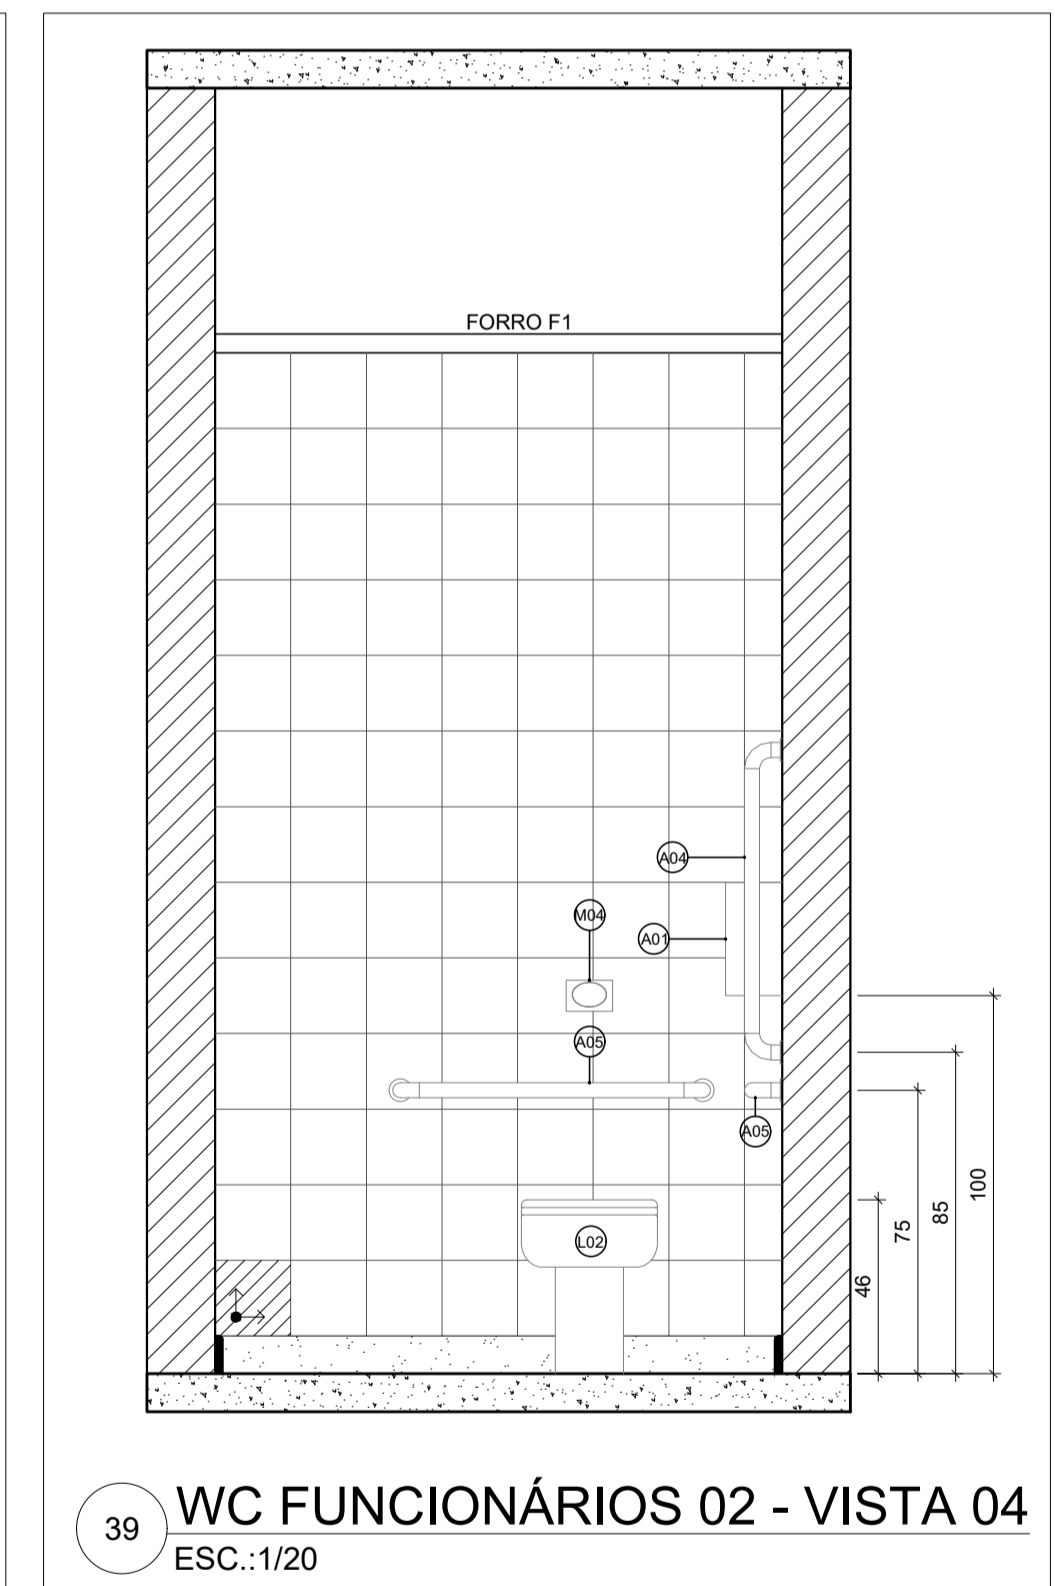 FORRO F1
A04
M04
A01
A05
A05
100
85
L02
75
46
39
WC FUNCIONÁRIOS 02 - VISTA 04
ESC.:1/20